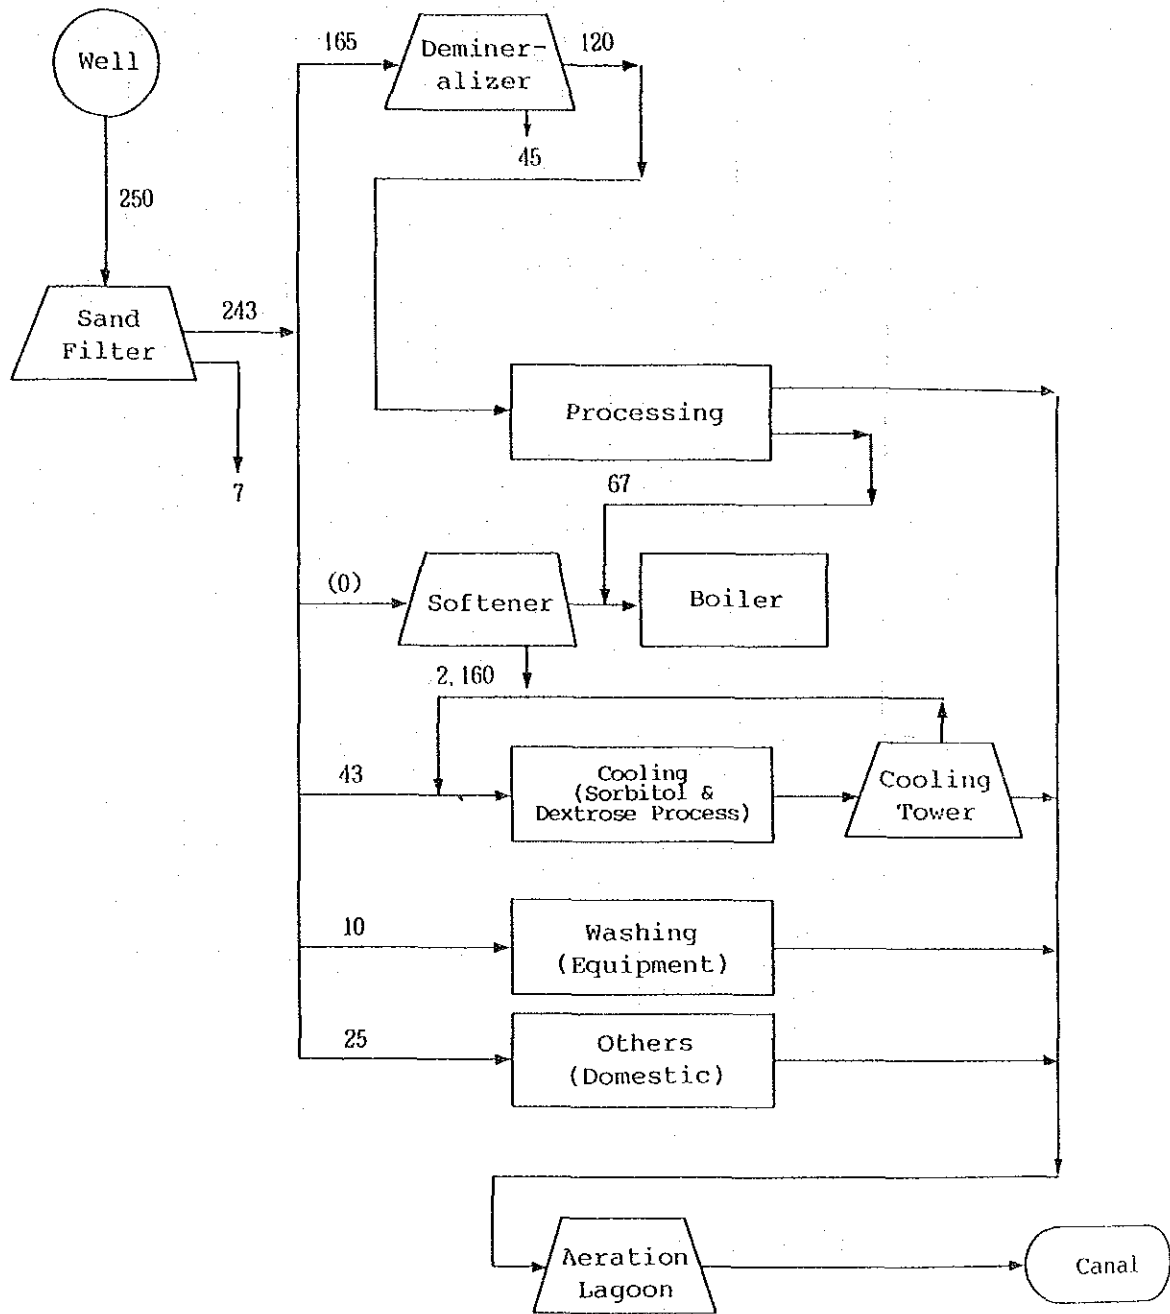 Well
250
Sand
Filter
243
7
165
Deminer-
alizer
120
45
Processing
67
(0)
Softener
Boiler
2,160
43
Cooling
(Sorbitol &
Dextrose Process)
Cooling
Tower
10
Washing
(Equipment)
25
Others
(Domestic)
Aeration
Lagoon
Canal